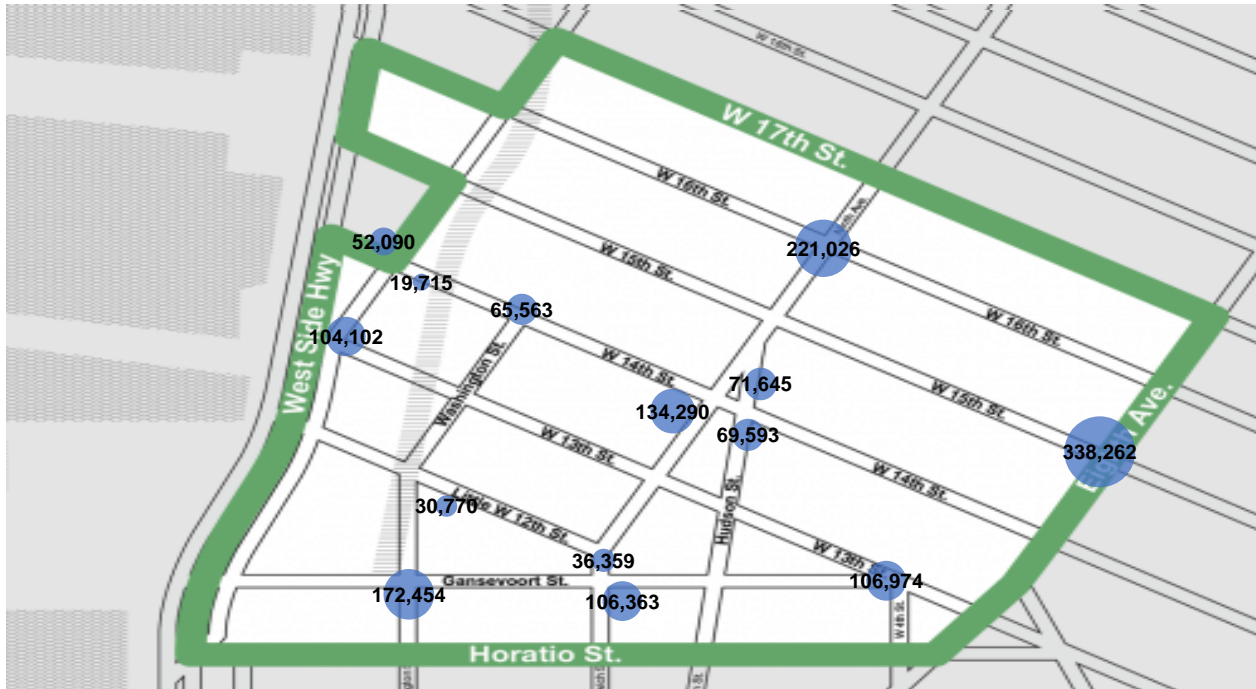 W 16th St.
W 17th St.
W 16th St.
52,090
221,026
W 15th St.
19,715
65,563
West Side Hwy
104,102
W 16th St.
Washington St.
W 14th St.
71,645
134,290
W 15th St.
69,593
338,262
Ave.
W 13th St.
W 14th St.
30,770
Little W 12th St.
Hudson St.
36,359
W 13th St.
106,974
Gansevoort St.
172,454
106,363
W 4th St.
Horatio St.